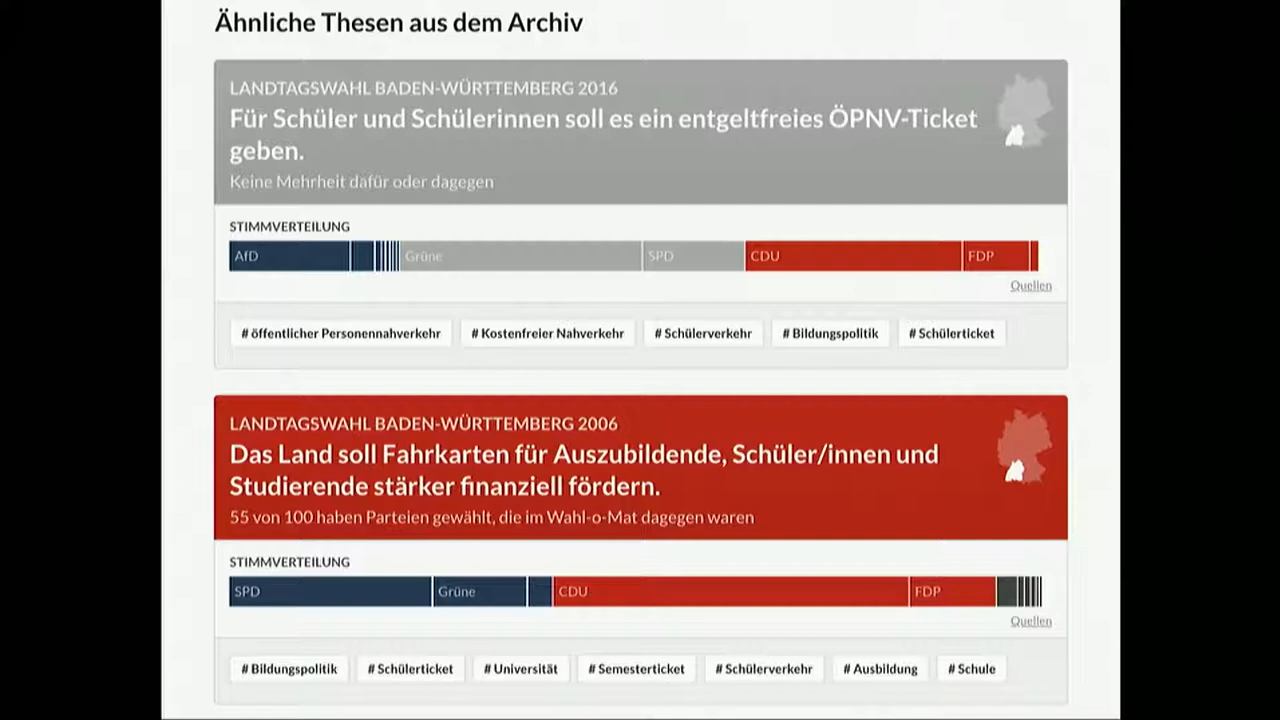 Ähnliche Thesen aus dem Archiv
LANDTAGSWAHL BADEN-WÜRTTEMBERG 2016
Für Schüler und Schülerinnen soll es ein entgeltfreies ÖPNV-Ticket
geben.
Keine Mehrheit dafür oder dagegen
STIMMVERTEILUNG
AfD Grüne SPD CDU FDP
Quellen
# öffentlicher Personennahverkehr # Kostenfreier Nahverkehr # Schülerverkehr # Bildungspolitik # Schülerticket
LANDTAGSWAHL BADEN-WÜRTTEMBERG 2006
Das Land soll Fahrkarten für Auszubildende, Schüler/innen und
Studierende stärker finanziell fördern.
55 von 100 haben Parteien gewählt, die im Wahl-o-Mat dagegen waren
STIMMVERTEILUNG
SPD Grüne CDU FDP
Quellen
# Bildungspolitik # Schülerticket # Universität # Semesterticket # Schülerverkehr # Ausbildung # Schule